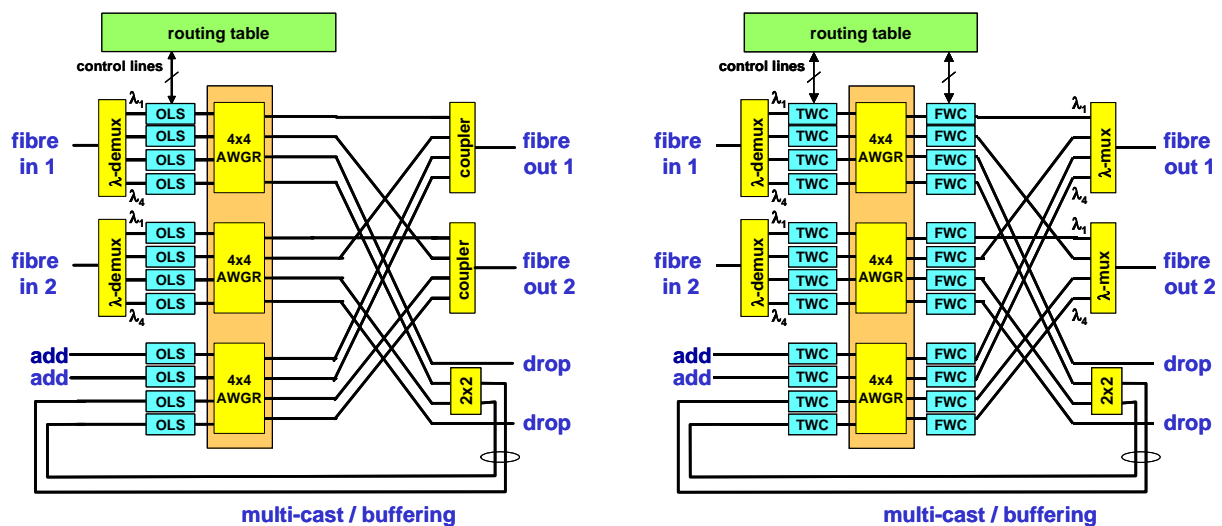 routing table
control lines
λ1
λ-demux
OLS
OLS
OLS
OLS
λ4
4x4
AWGR
coupler
fibre
in 1
fibre
out 1
λ1
λ-demux
OLS
OLS
OLS
OLS
λ4
4x4
AWGR
coupler
fibre
in 2
fibre
out 2
add
add
OLS
OLS
OLS
OLS
4x4
AWGR
2x2
drop
drop
multi-cast / buffering
routing table
control lines
λ1
λ-demux
TWC
TWC
TWC
TWC
λ4
4x4
AWGR
FWC
FWC
FWC
FWC
λ1
λ-mux
λ4
fibre
in 1
fibre
out 1
λ1
λ-demux
TWC
TWC
TWC
TWC
λ4
4x4
AWGR
FWC
FWC
FWC
FWC
λ1
λ-mux
λ4
fibre
in 2
fibre
out 2
add
add
TWC
TWC
TWC
TWC
4x4
AWGR
FWC
FWC
FWC
FWC
2x2
drop
drop
multi-cast / buffering